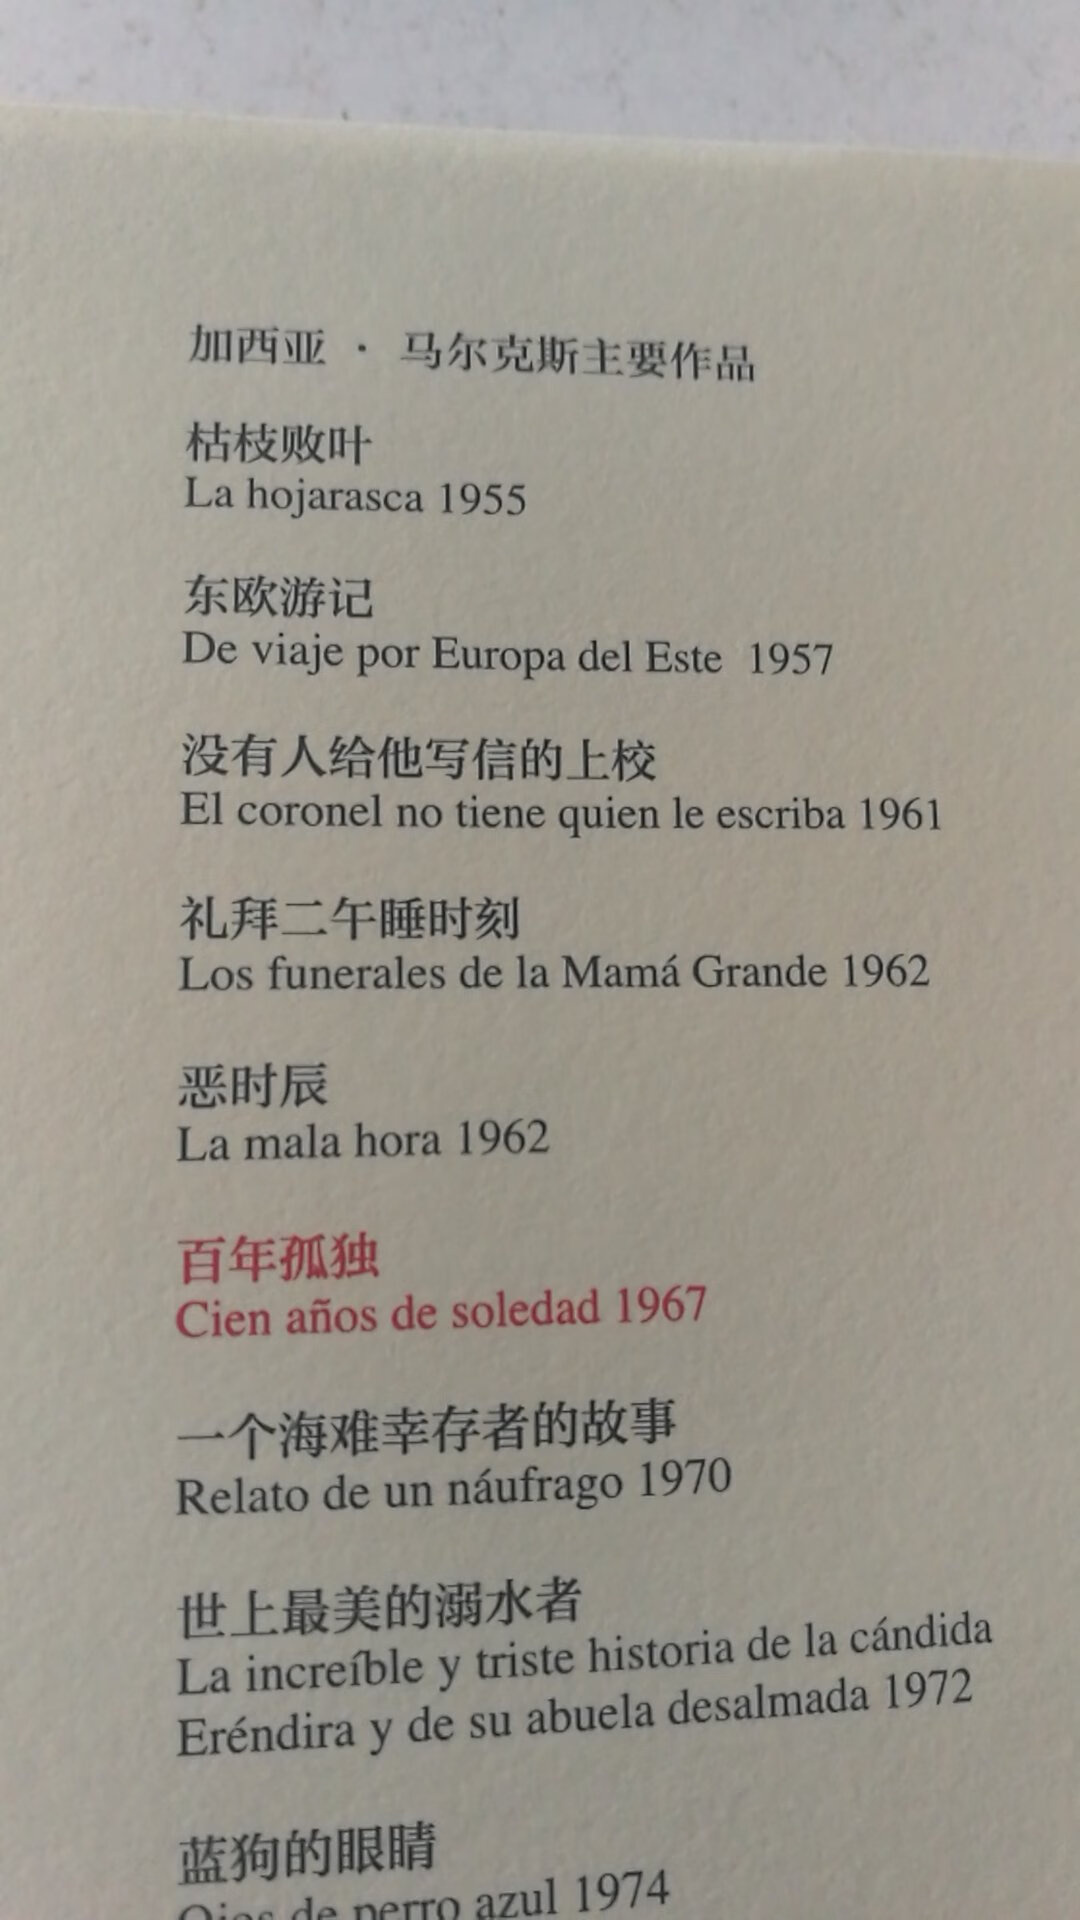 加西亚 · 马尔克斯主要作品
枯枝败叶
La hojarasca 1955
东欧游记
De viaje por Europa del Este 1957
没有人给他写信的上校
El coronel no tiene quien le escriba 1961
礼拜二午睡时刻
Los funerales de la Mamá Grande 1962
恶时辰
La mala hora 1962
百年孤独
Cien años de soledad 1967
一个海难幸存者的故事
Relato de un náufrago 1970
世上最美的溺水者
La increíble y triste historia de la cándida
Eréndira y de su abuela desalmada 1972
蓝狗的眼睛
Ojos de perro azul 1974